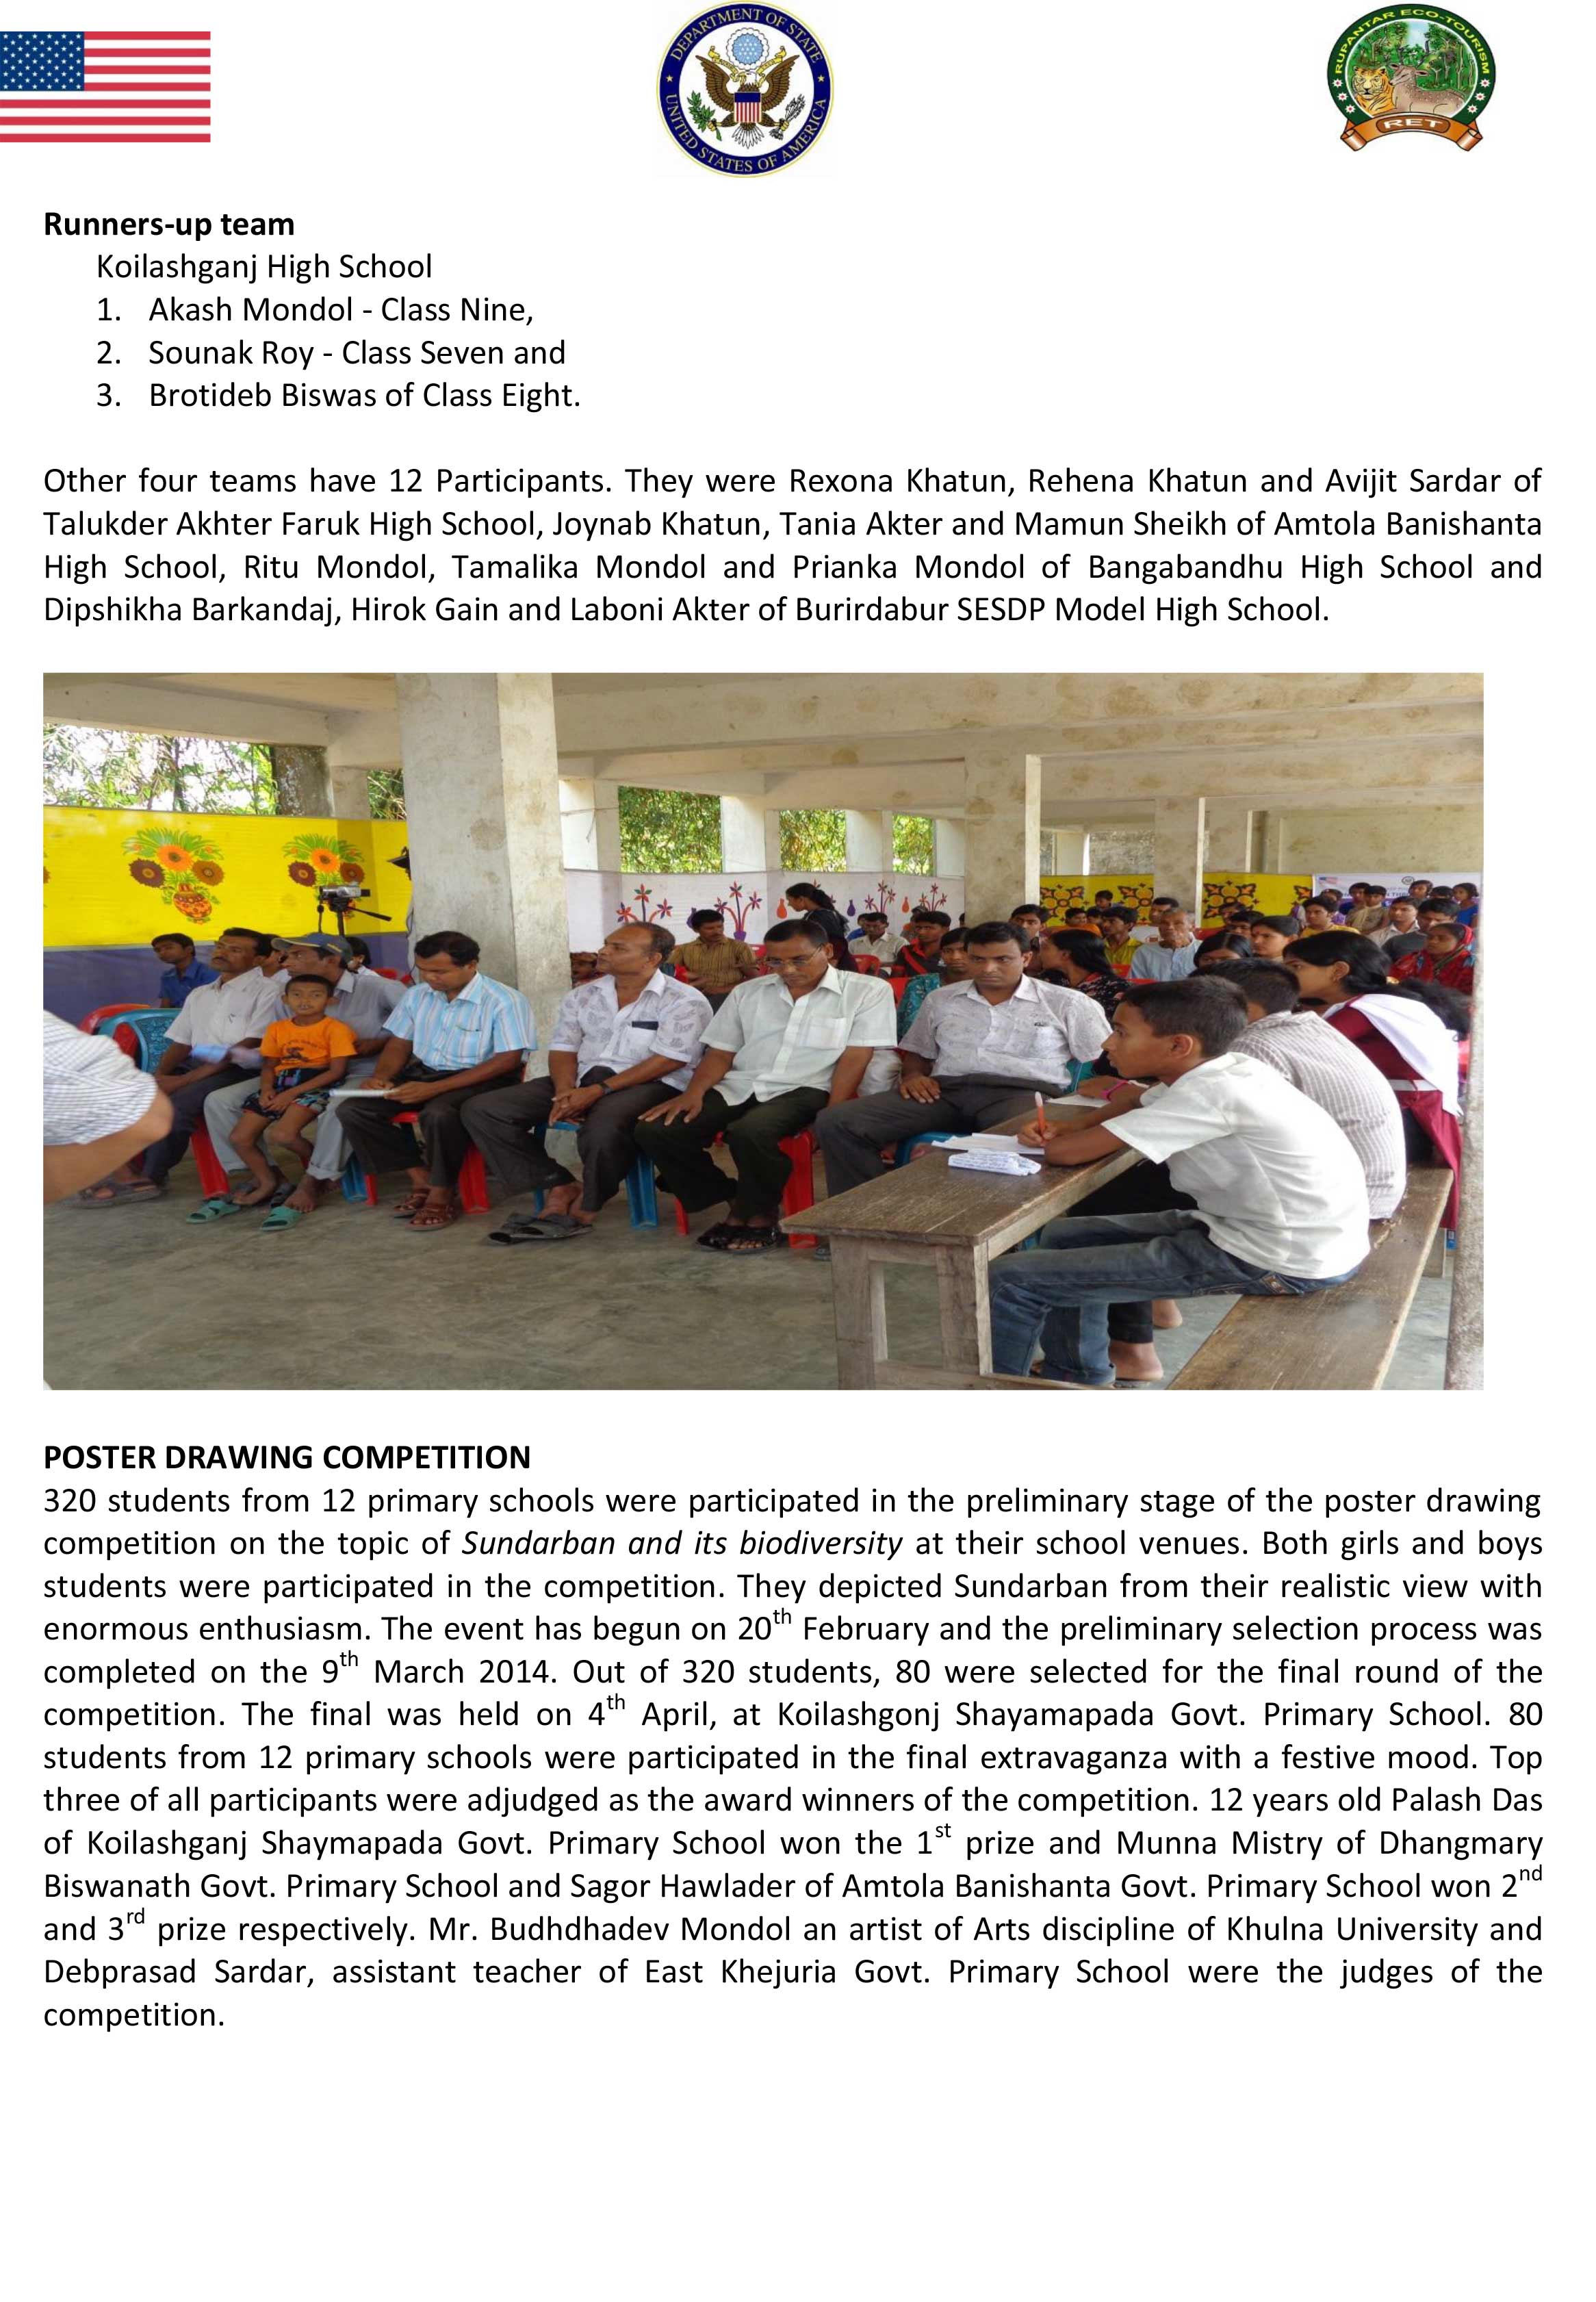 DEPARTMENT OF STATE
UNITED STATES OF AMERICA
RUPANTAR ECO-TOURISM
RET
Runners-up team
Koilashganj High School
1. Akash Mondol - Class Nine,
2. Sounak Roy - Class Seven and
3. Brotideb Biswas of Class Eight.
Other four teams have 12 Participants. They were Rexona Khatun, Rehena Khatun and Avijit Sardar of
Talukder Akhter Faruk High School, Joynab Khatun, Tania Akter and Mamun Sheikh of Amtola Banishanta
High School, Ritu Mondol, Tamalika Mondol and Prianka Mondol of Bangabandhu High School and
Dipshikha Barkandaj, Hirok Gain and Laboni Akter of Burirdabur SESDP Model High School.
POSTER DRAWING COMPETITION
320 students from 12 primary schools were participated in the preliminary stage of the poster drawing
competition on the topic of Sundarban and its biodiversity at their school venues. Both girls and boys
students were participated in the competition. They depicted Sundarban from their realistic view with
enormous enthusiasm. The event has begun on 20th February and the preliminary selection process was
completed on the 9th March 2014. Out of 320 students, 80 were selected for the final round of the
competition. The final was held on 4th April, at Koilashgonj Shayamapada Govt. Primary School. 80
students from 12 primary schools were participated in the final extravaganza with a festive mood. Top
three of all participants were adjudged as the award winners of the competition. 12 years old Palash Das
of Koilashganj Shaymapada Govt. Primary School won the 1st prize and Munna Mistry of Dhangmary
Biswanath Govt. Primary School and Sagor Hawlader of Amtola Banishanta Govt. Primary School won 2nd
and 3rd prize respectively. Mr. Budhdhadev Mondol an artist of Arts discipline of Khulna University and
Debprasad Sardar, assistant teacher of East Khejuria Govt. Primary School were the judges of the
competition.